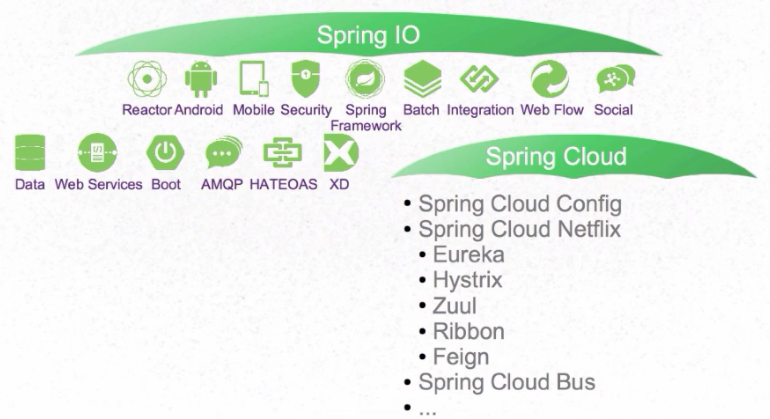 Spring IO
Reactor Android Mobile Security Spring Framework Batch Integration Web Flow Social
Data Web Services Boot AMQP HATEOAS XD
Spring Cloud
• Spring Cloud Config
• Spring Cloud Netflix
• Eureka
• Hystrix
• Zuul
• Ribbon
• Feign
• Spring Cloud Bus
• ...